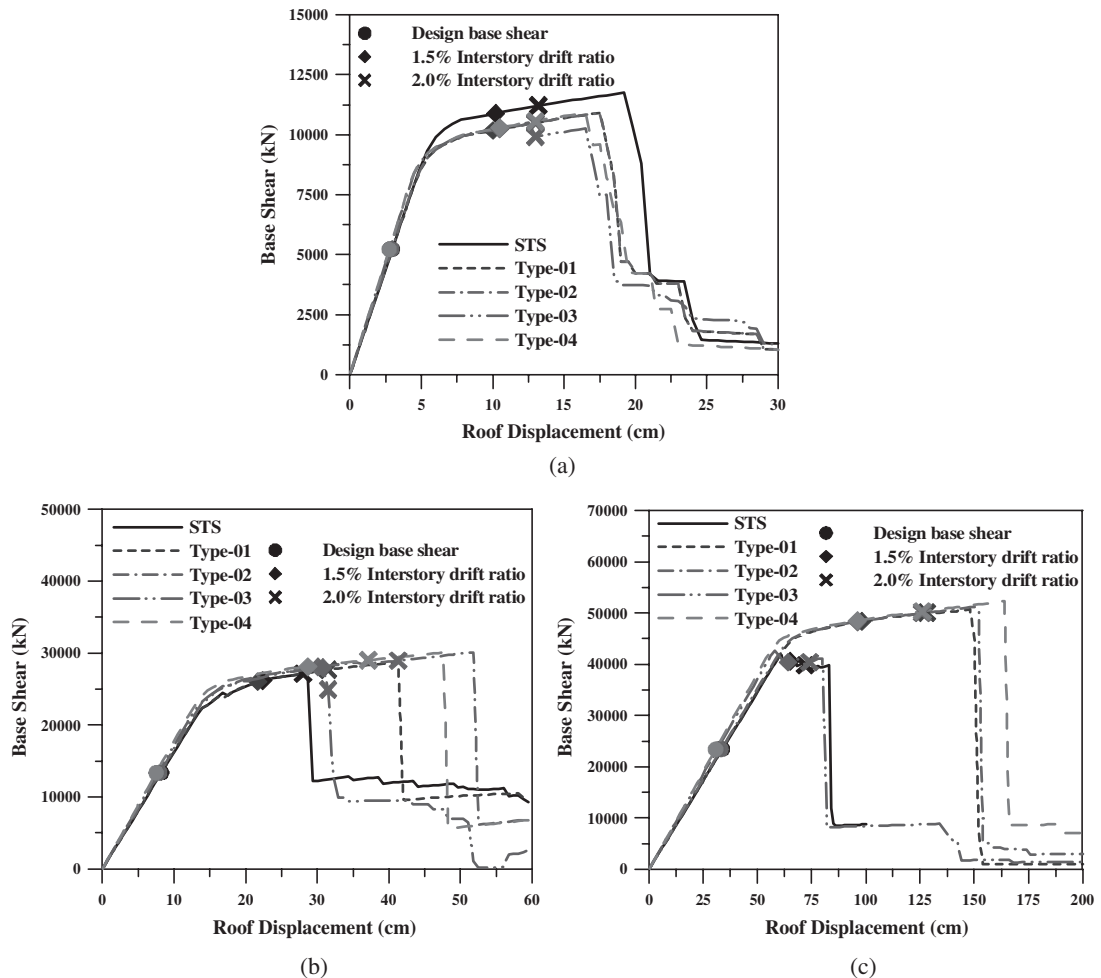 15000
12500
10000
7500
5000
2500
0
Base Shear (kN)
Design base shear
1.5% Interstory drift ratio
2.0% Interstory drift ratio
STS
Type-01
Type-02
Type-03
Type-04
0 5 10 15 20 25 30
Roof Displacement (cm)
(a)
50000
40000
30000
20000
10000
0
Base Shear (kN)
STS
Type-01
Type-02
Type-03
Type-04
Design base shear
1.5% Interstory drift ratio
2.0% Interstory drift ratio
0 10 20 30 40 50 60
Roof Displacement (cm)
(b)
70000
60000
50000
40000
30000
20000
10000
0
Base Shear (kN)
STS
Type-01
Type-02
Type-03
Type-04
Design base shear
1.5% Interstory drift ratio
2.0% Interstory drift ratio
0 25 50 75 100 125 150 175 200
Roof Displacement (cm)
(c)